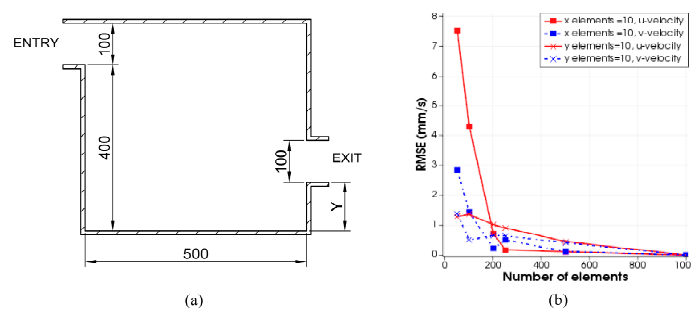 ENTRY
100
400
100
EXIT
Y
500
(a)
8
7
6
5
4
3
2
1
0
RMSE (mm/s)
x elements =10, u-velocity
x elements=10, v-velocity
y elements=10, u-velocity
y elements=10, v-velocity
0 200 400 600 800 100
Number of elements
(b)